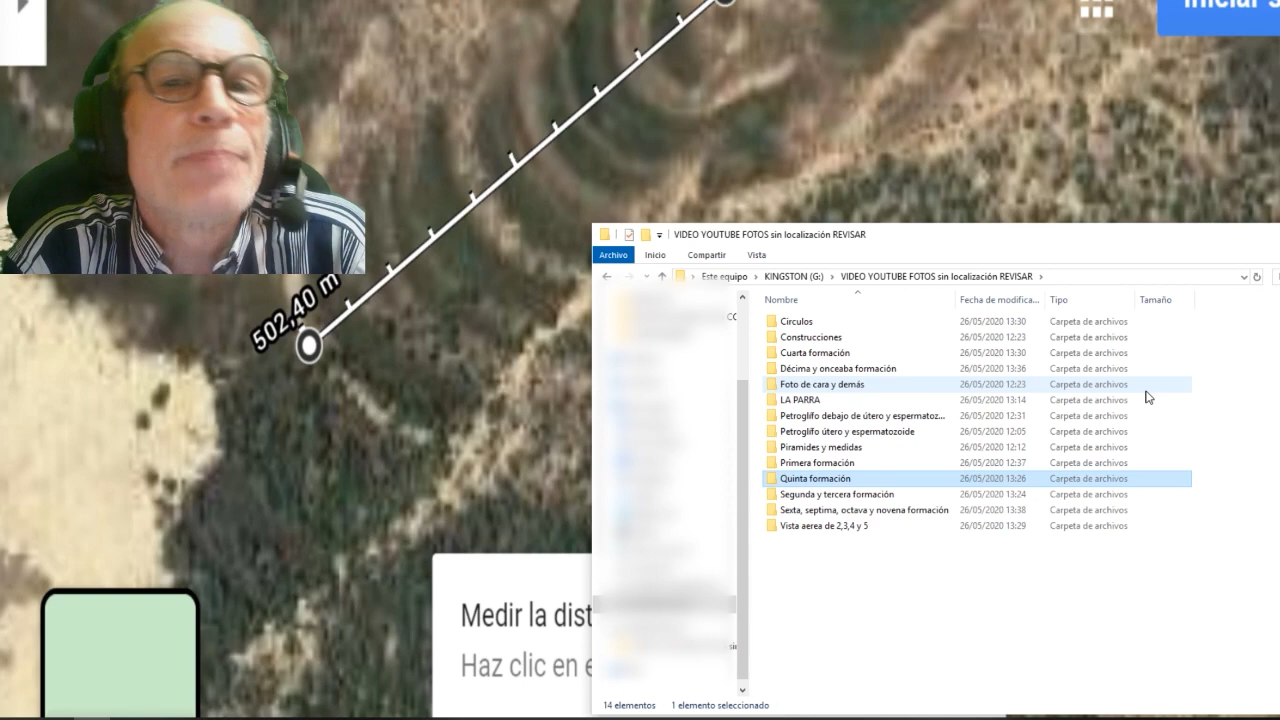 Iniciar s
502,40 m
VIDEO YOUTUBE FOTOS sin localización REVISAR
Archivo Inicio Compartir Vista
Este equipo > KINGSTON (G:) > VIDEO YOUTUBE FOTOS sin localización REVISAR >
Nombre Fecha de modifica... Tipo Tamaño
Circulos 26/05/2020 13:30 Carpeta de archivos
Construcciones 26/05/2020 12:23 Carpeta de archivos
Cuarta formación 26/05/2020 13:30 Carpeta de archivos
Décima y onceaba formación 26/05/2020 13:36 Carpeta de archivos
Foto de cara y demás 26/05/2020 12:23 Carpeta de archivos
LA PARRA 26/05/2020 13:14 Carpeta de archivos
Petroglifo debajo de útero y espermatoz... 26/05/2020 12:31 Carpeta de archivos
Petroglifo útero y espermatozoide 26/05/2020 12:05 Carpeta de archivos
Piramides y medidas 26/05/2020 12:12 Carpeta de archivos
Primera formación 26/05/2020 12:37 Carpeta de archivos
Quinta formación 26/05/2020 13:26 Carpeta de archivos
Segunda y tercera formación 26/05/2020 13:24 Carpeta de archivos
Sexta, septima, octava y novena formación 26/05/2020 13:38 Carpeta de archivos
Vista aerea de 2,3,4 y 5 26/05/2020 13:29 Carpeta de archivos
Medir la dist
Haz clic en e
14 elementos 1 elemento seleccionado